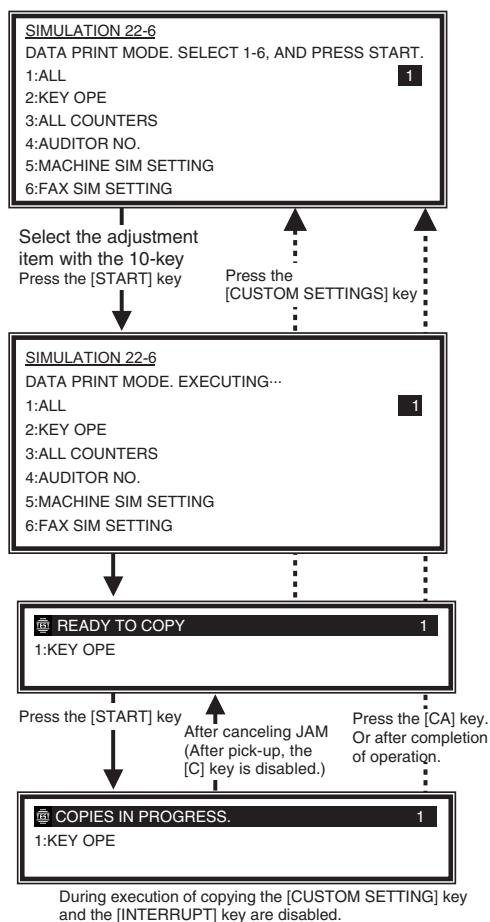 SIMULATION 22-6
DATA PRINT MODE. SELECT 1-6, AND PRESS START.
1:ALL 1
2:KEY OPE
3:ALL COUNTERS
4:AUDITOR NO.
5:MACHINE SIM SETTING
6:FAX SIM SETTING
Select the adjustment
item with the 10-key
Press the [START] key
Press the
[CUSTOM SETTINGS] key
SIMULATION 22-6
DATA PRINT MODE. EXECUTING···
1:ALL 1
2:KEY OPE
3:ALL COUNTERS
4:AUDITOR NO.
5:MACHINE SIM SETTING
6:FAX SIM SETTING
TEST READY TO COPY 1
1:KEY OPE
Press the [START] key
After canceling JAM
(After pick-up, the
[C] key is disabled.)
Press the [CA] key.
Or after completion
of operation.
TEST COPIES IN PROGRESS. 1
1:KEY OPE
During execution of copying the [CUSTOM SETTING] key
and the [INTERRUPT] key are disabled.